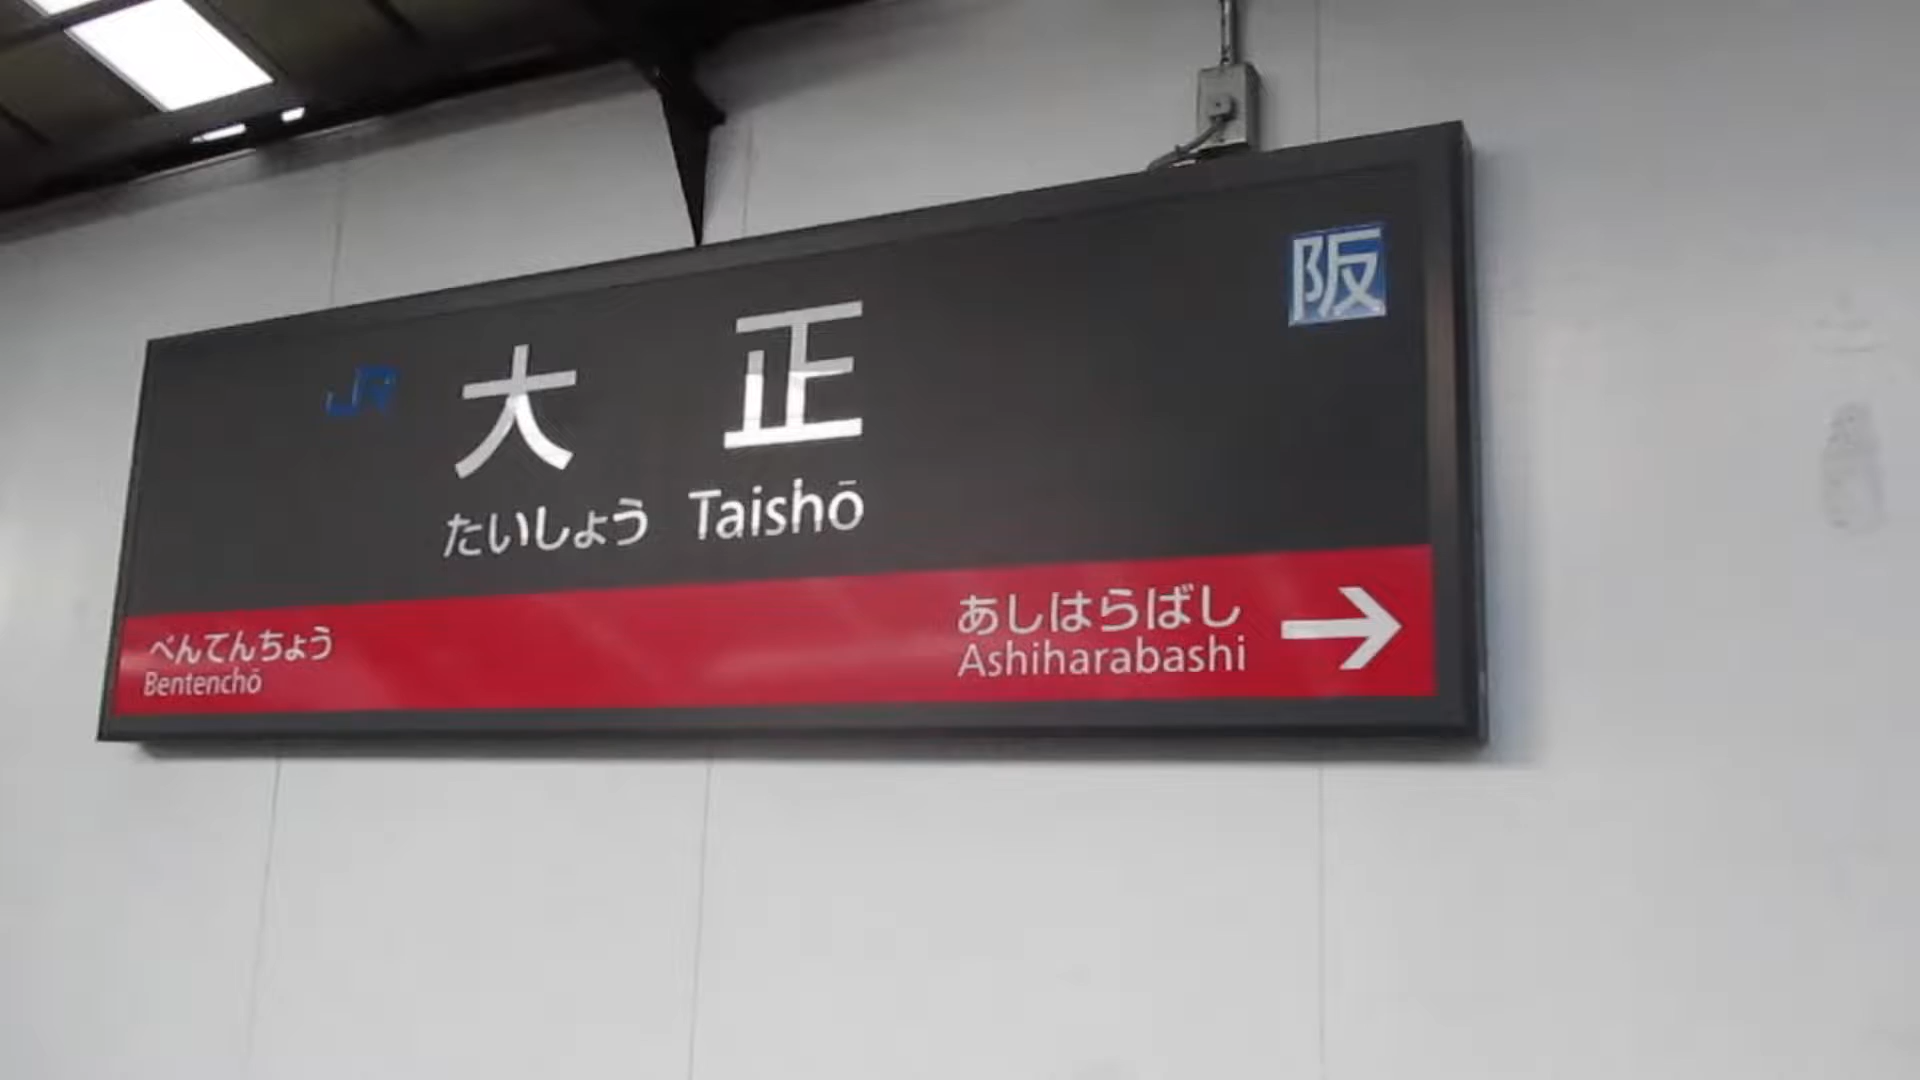 阪
JR 大正
たいしょう Taishō
べんてんちょう
Bentenchō
あしはらばし →
Ashiharabashi